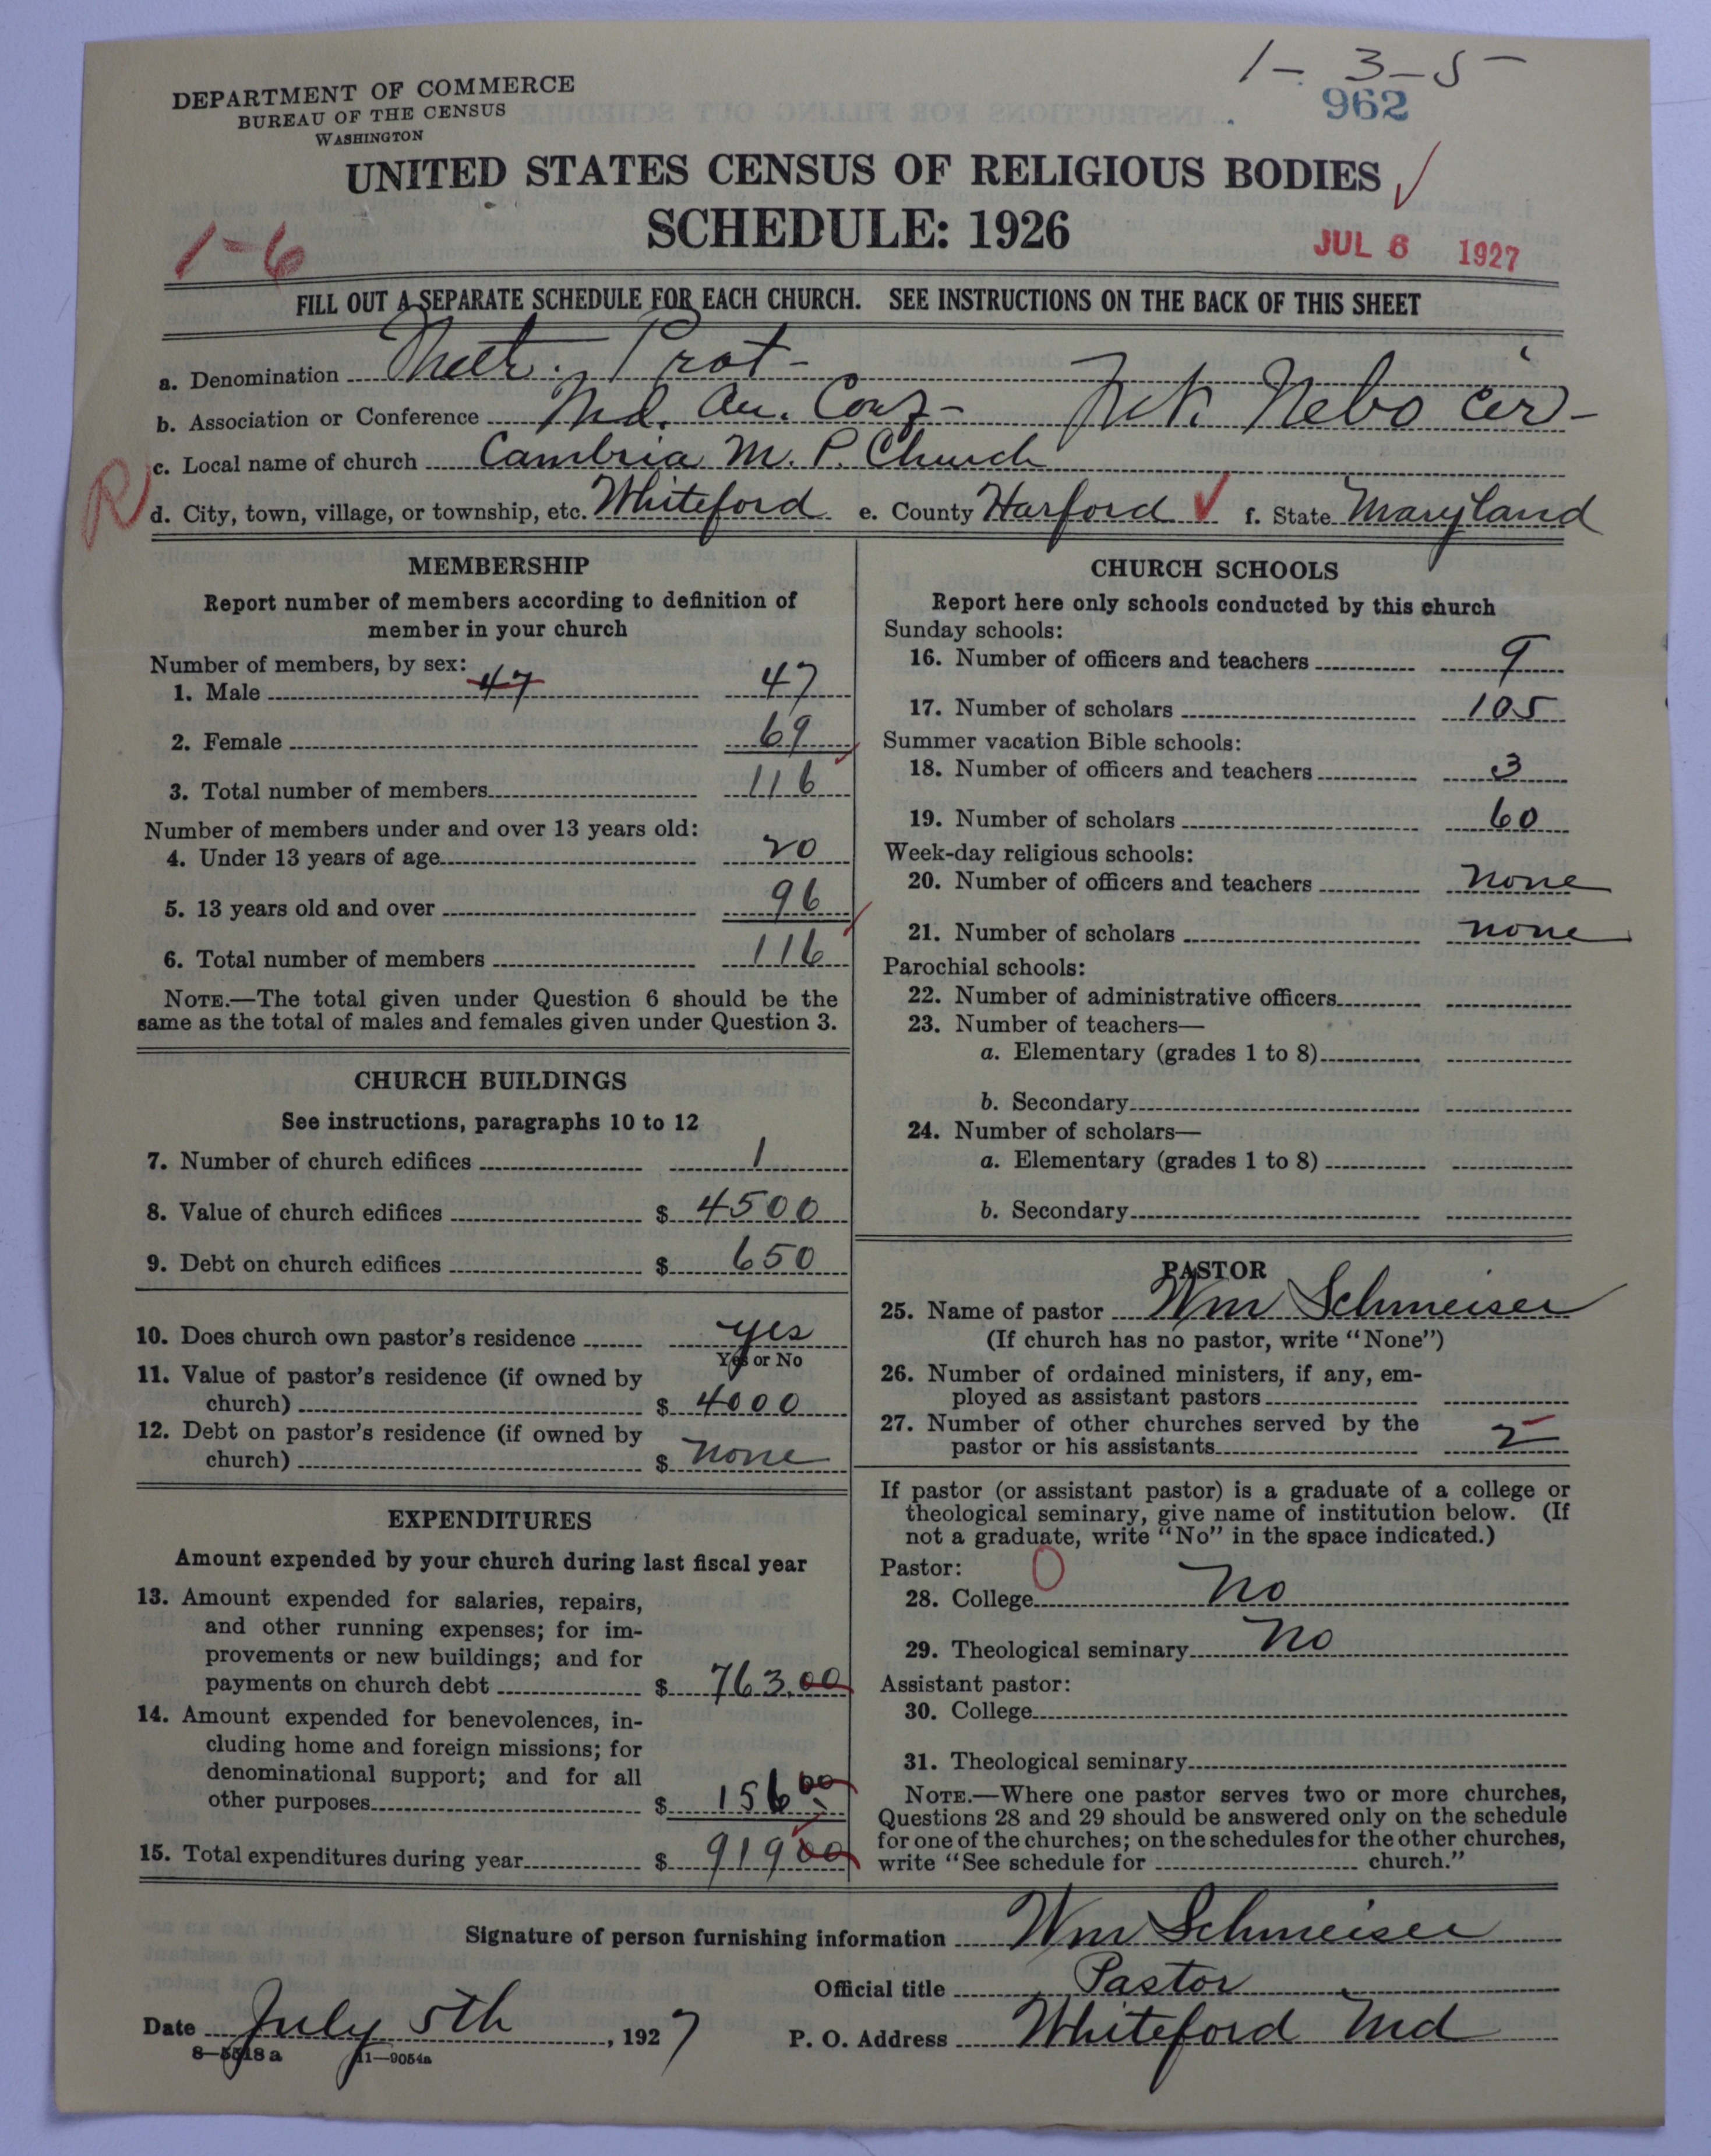 1 - 3 - 5 -
962
DEPARTMENT OF COMMERCE
BUREAU OF THE CENSUS
WASHINGTON
UNITED STATES CENSUS OF RELIGIOUS BODIES
SCHEDULE: 1926
1-6
JUL 6 1927
FILL OUT A SEPARATE SCHEDULE FOR EACH CHURCH. SEE INSTRUCTIONS ON THE BACK OF THIS SHEET
a. Denomination Meth. Prot-
b. Association or Conference Md. An. Conf- Nebo Cir-
c. Local name of church Cambria M. P. Church
R
d. City, town, village, or township, etc. Whiteford e. County Harford f. State Maryland
MEMBERSHIP
Report number of members according to definition of
member in your church
Number of members, by sex:
1. Male 47 47
2. Female 69
3. Total number of members 116
Number of members under and over 13 years old:
4. Under 13 years of age 20
5. 13 years old and over 96
6. Total number of members 116
NOTE.—The total given under Question 6 should be the
same as the total of males and females given under Question 3.
CHURCH BUILDINGS
See instructions, paragraphs 10 to 12
7. Number of church edifices 1
8. Value of church edifices $ 4500
9. Debt on church edifices $ 650
10. Does church own pastor's residence yes
Yes or No
11. Value of pastor's residence (if owned by
church) $ 4000
12. Debt on pastor's residence (if owned by
church) $ none
EXPENDITURES
Amount expended by your church during last fiscal year
13. Amount expended for salaries, repairs,
and other running expenses; for im-
provements or new buildings; and for
payments on church debt $ 763.00
14. Amount expended for benevolences, in-
cluding home and foreign missions; for
denominational support; and for all
other purposes $ 156 00
15. Total expenditures during year $ 919 00
CHURCH SCHOOLS
Report here only schools conducted by this church
Sunday schools:
16. Number of officers and teachers 9
17. Number of scholars 105
Summer vacation Bible schools:
18. Number of officers and teachers 3
19. Number of scholars 60
Week-day religious schools:
20. Number of officers and teachers none
21. Number of scholars none
Parochial schools:
22. Number of administrative officers
23. Number of teachers—
a. Elementary (grades 1 to 8)
b. Secondary
24. Number of scholars—
a. Elementary (grades 1 to 8)
b. Secondary
PASTOR
25. Name of pastor Wm Schmeiser
(If church has no pastor, write "None")
26. Number of ordained ministers, if any, em-
ployed as assistant pastors
27. Number of other churches served by the
pastor or his assistants 2
If pastor (or assistant pastor) is a graduate of a college or
theological seminary, give name of institution below. (If
not a graduate, write "No" in the space indicated.)
Pastor: 0
28. College No
29. Theological seminary No
Assistant pastor:
30. College
31. Theological seminary
NOTE.—Where one pastor serves two or more churches,
Questions 28 and 29 should be answered only on the schedule
for one of the churches; on the schedules for the other churches,
write "See schedule for church."
Signature of person furnishing information Wm Schmeiser
Official title Pastor
Date July 5th, 1927 P. O. Address Whiteford Md
8—5518 a 11—9054a